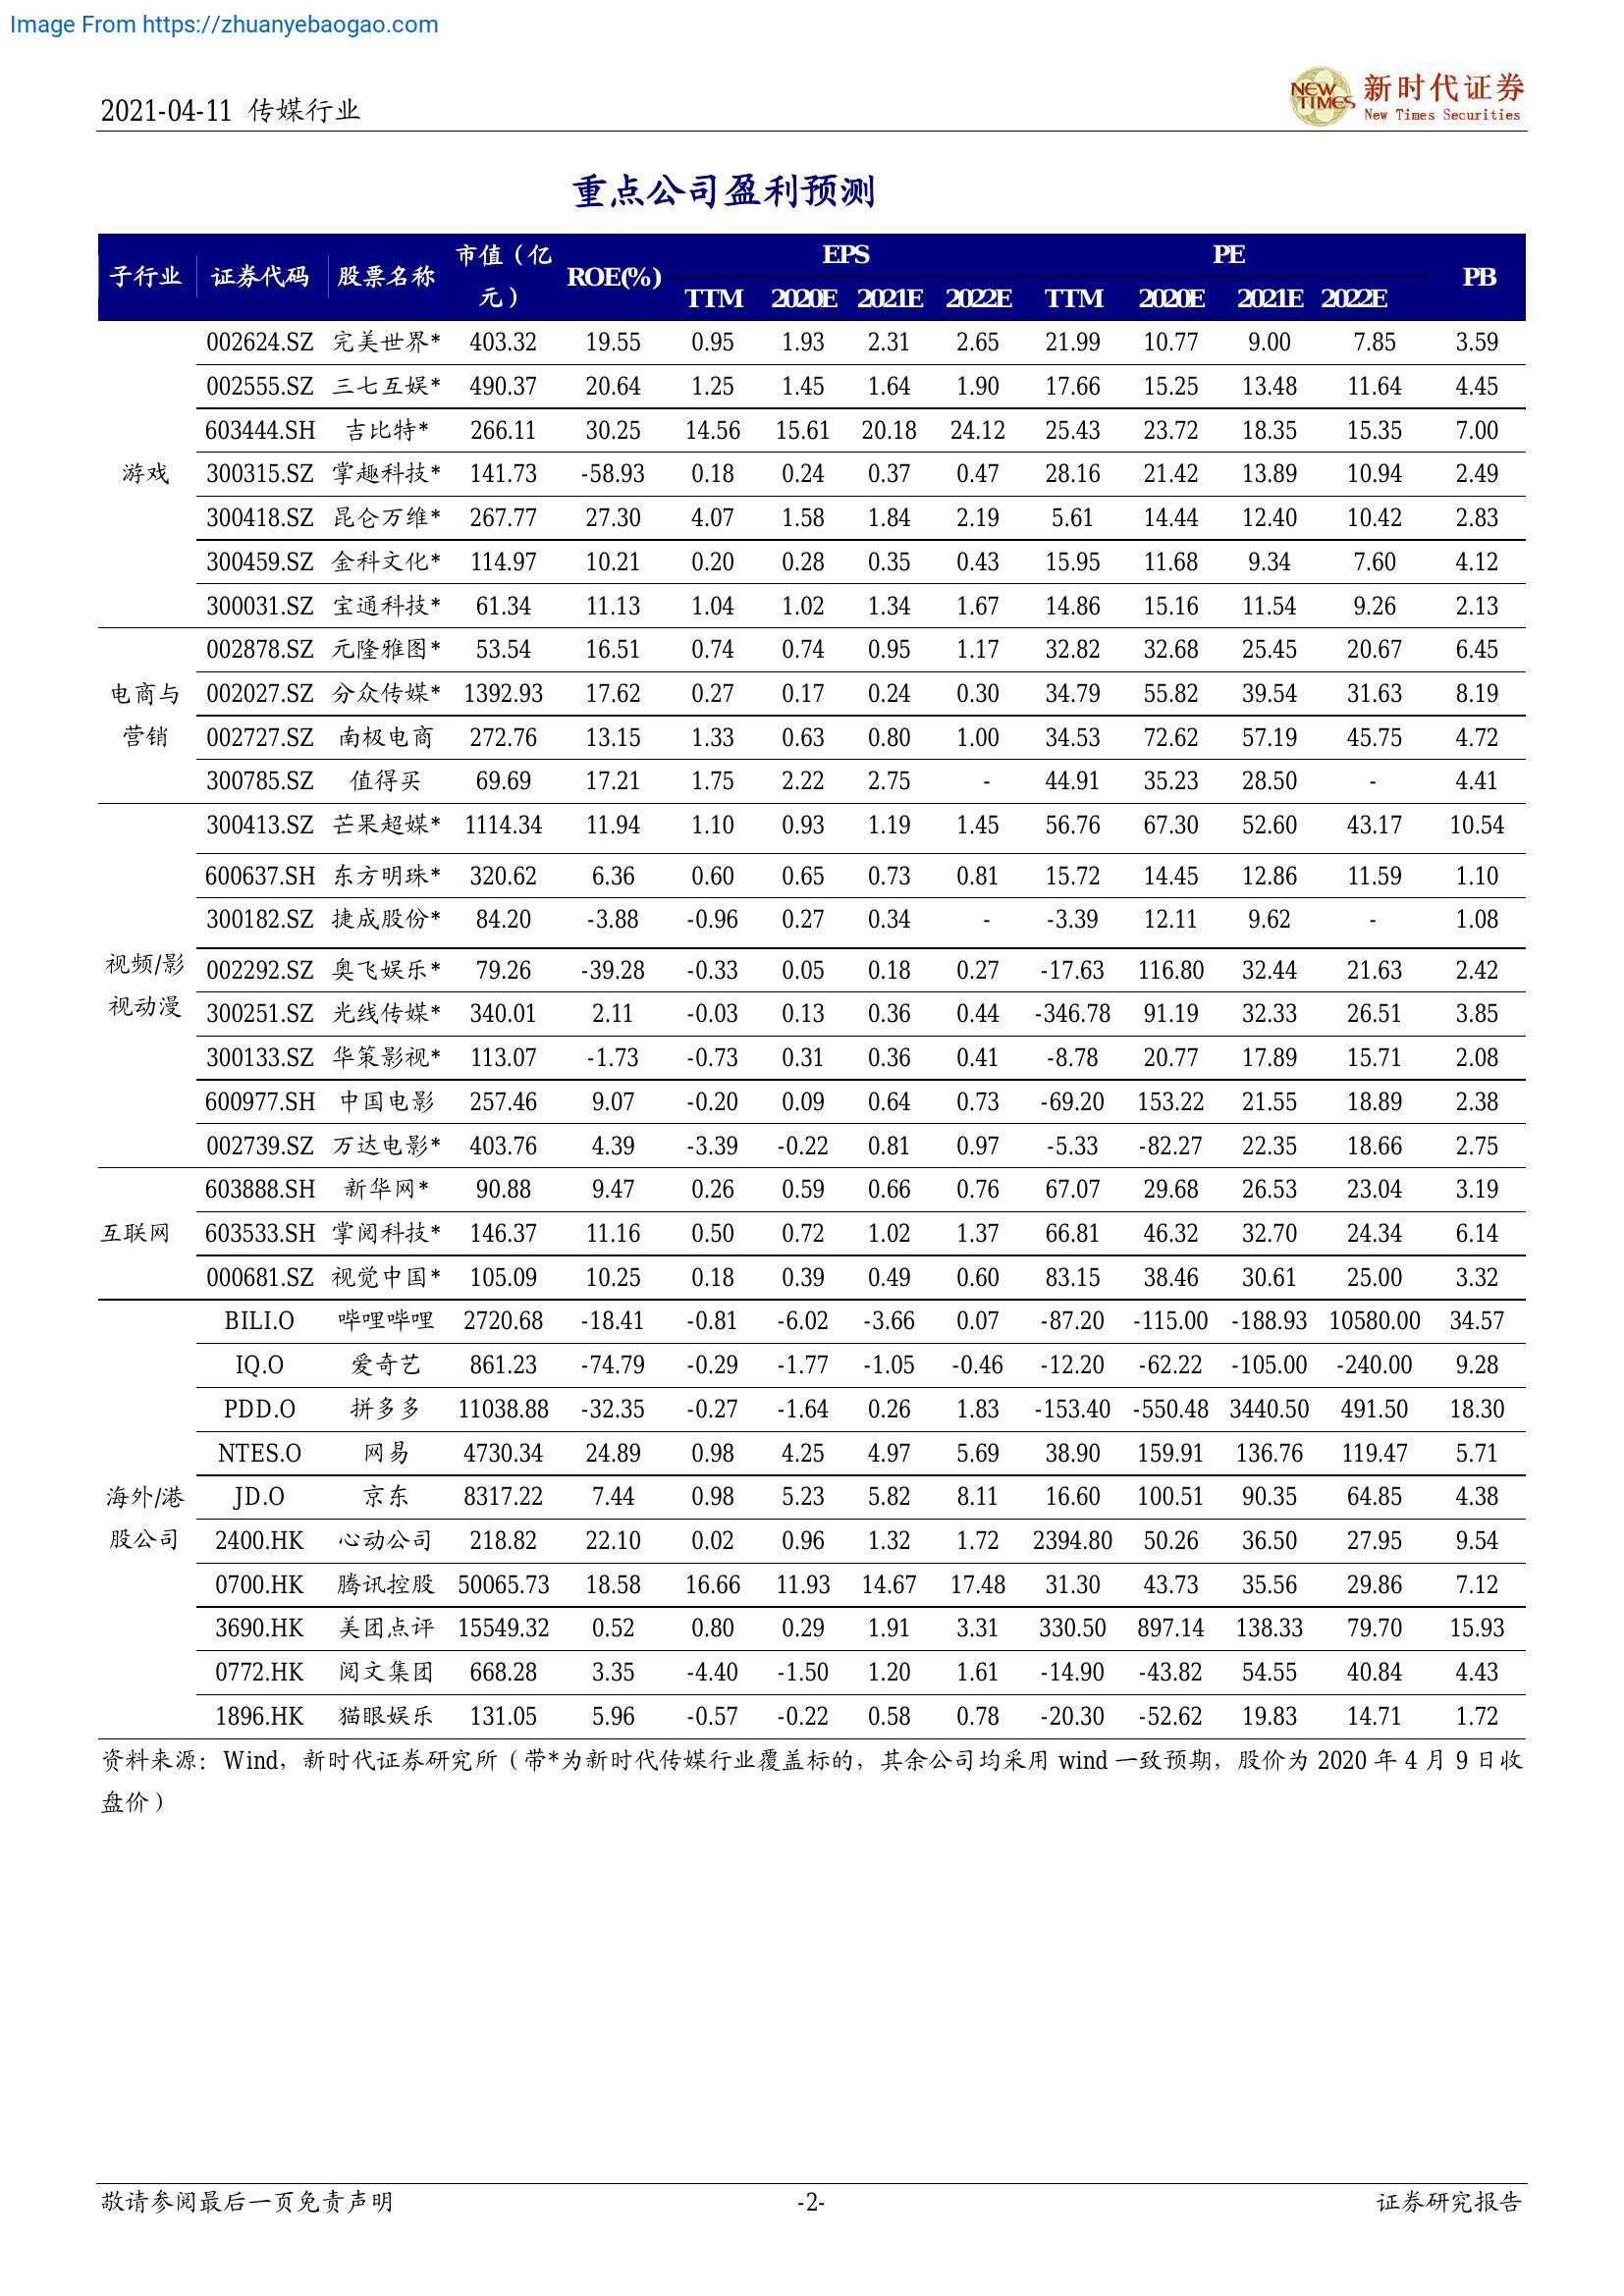 Image From https://zhuanyebaogao.com
2021-04-11 传媒行业
NEW TIMES 新时代证券
New Times Securities
重点公司盈利预测
子行业 证券代码 股票名称 市值（亿元） ROE(%) EPS PE PB
TTM 2020E 2021E 2022E TTM 2020E 2021E 2022E
002624.SZ 完美世界* 403.32 19.55 0.95 1.93 2.31 2.65 21.99 10.77 9.00 7.85 3.59
002555.SZ 三七互娱* 490.37 20.64 1.25 1.45 1.64 1.90 17.66 15.25 13.48 11.64 4.45
603444.SH 吉比特* 266.11 30.25 14.56 15.61 20.18 24.12 25.43 23.72 18.35 15.35 7.00
游戏 300315.SZ 掌趣科技* 141.73 -58.93 0.18 0.24 0.37 0.47 28.16 21.42 13.89 10.94 2.49
300418.SZ 昆仑万维* 267.77 27.30 4.07 1.58 1.84 2.19 5.61 14.44 12.40 10.42 2.83
300459.SZ 金科文化* 114.97 10.21 0.20 0.28 0.35 0.43 15.95 11.68 9.34 7.60 4.12
300031.SZ 宝通科技* 61.34 11.13 1.04 1.02 1.34 1.67 14.86 15.16 11.54 9.26 2.13
002878.SZ 元隆雅图* 53.54 16.51 0.74 0.74 0.95 1.17 32.82 32.68 25.45 20.67 6.45
电商与 002027.SZ 分众传媒* 1392.93 17.62 0.27 0.17 0.24 0.30 34.79 55.82 39.54 31.63 8.19
营销 002727.SZ 南极电商 272.76 13.15 1.33 0.63 0.80 1.00 34.53 72.62 57.19 45.75 4.72
300785.SZ 值得买 69.69 17.21 1.75 2.22 2.75 - 44.91 35.23 28.50 - 4.41
300413.SZ 芒果超媒* 1114.34 11.94 1.10 0.93 1.19 1.45 56.76 67.30 52.60 43.17 10.54
600637.SH 东方明珠* 320.62 6.36 0.60 0.65 0.73 0.81 15.72 14.45 12.86 11.59 1.10
300182.SZ 捷成股份* 84.20 -3.88 -0.96 0.27 0.34 - -3.39 12.11 9.62 - 1.08
视频/影 002292.SZ 奥飞娱乐* 79.26 -39.28 -0.33 0.05 0.18 0.27 -17.63 116.80 32.44 21.63 2.42
视动漫 300251.SZ 光线传媒* 340.01 2.11 -0.03 0.13 0.36 0.44 -346.78 91.19 32.33 26.51 3.85
300133.SZ 华策影视* 113.07 -1.73 -0.73 0.31 0.36 0.41 -8.78 20.77 17.89 15.71 2.08
600977.SH 中国电影 257.46 9.07 -0.20 0.09 0.64 0.73 -69.20 153.22 21.55 18.89 2.38
002739.SZ 万达电影* 403.76 4.39 -3.39 -0.22 0.81 0.97 -5.33 -82.27 22.35 18.66 2.75
603888.SH 新华网* 90.88 9.47 0.26 0.59 0.66 0.76 67.07 29.68 26.53 23.04 3.19
互联网 603533.SH 掌阅科技* 146.37 11.16 0.50 0.72 1.02 1.37 66.81 46.32 32.70 24.34 6.14
000681.SZ 视觉中国* 105.09 10.25 0.18 0.39 0.49 0.60 83.15 38.46 30.61 25.00 3.32
BILI.O 哔哩哔哩 2720.68 -18.41 -0.81 -6.02 -3.66 0.07 -87.20 -115.00 -188.93 10580.00 34.57
IQ.O 爱奇艺 861.23 -74.79 -0.29 -1.77 -1.05 -0.46 -12.20 -62.22 -105.00 -240.00 9.28
PDD.O 拼多多 11038.88 -32.35 -0.27 -1.64 0.26 1.83 -153.40 -550.48 3440.50 491.50 18.30
NTES.O 网易 4730.34 24.89 0.98 4.25 4.97 5.69 38.90 159.91 136.76 119.47 5.71
海外/港 JD.O 京东 8317.22 7.44 0.98 5.23 5.82 8.11 16.60 100.51 90.35 64.85 4.38
股公司 2400.HK 心动公司 218.82 22.10 0.02 0.96 1.32 1.72 2394.80 50.26 36.50 27.95 9.54
0700.HK 腾讯控股 50065.73 18.58 16.66 11.93 14.67 17.48 31.30 43.73 35.56 29.86 7.12
3690.HK 美团点评 15549.32 0.52 0.80 0.29 1.91 3.31 330.50 897.14 138.33 79.70 15.93
0772.HK 阅文集团 668.28 3.35 -4.40 -1.50 1.20 1.61 -14.90 -43.82 54.55 40.84 4.43
1896.HK 猫眼娱乐 131.05 5.96 -0.57 -0.22 0.58 0.78 -20.30 -52.62 19.83 14.71 1.72
资料来源：Wind，新时代证券研究所（带*为新时代传媒行业覆盖标的，其余公司均采用 wind 一致预期，股价为 2020 年 4 月 9 日收
盘价）
敬请参阅最后一页免责声明 -2- 证券研究报告